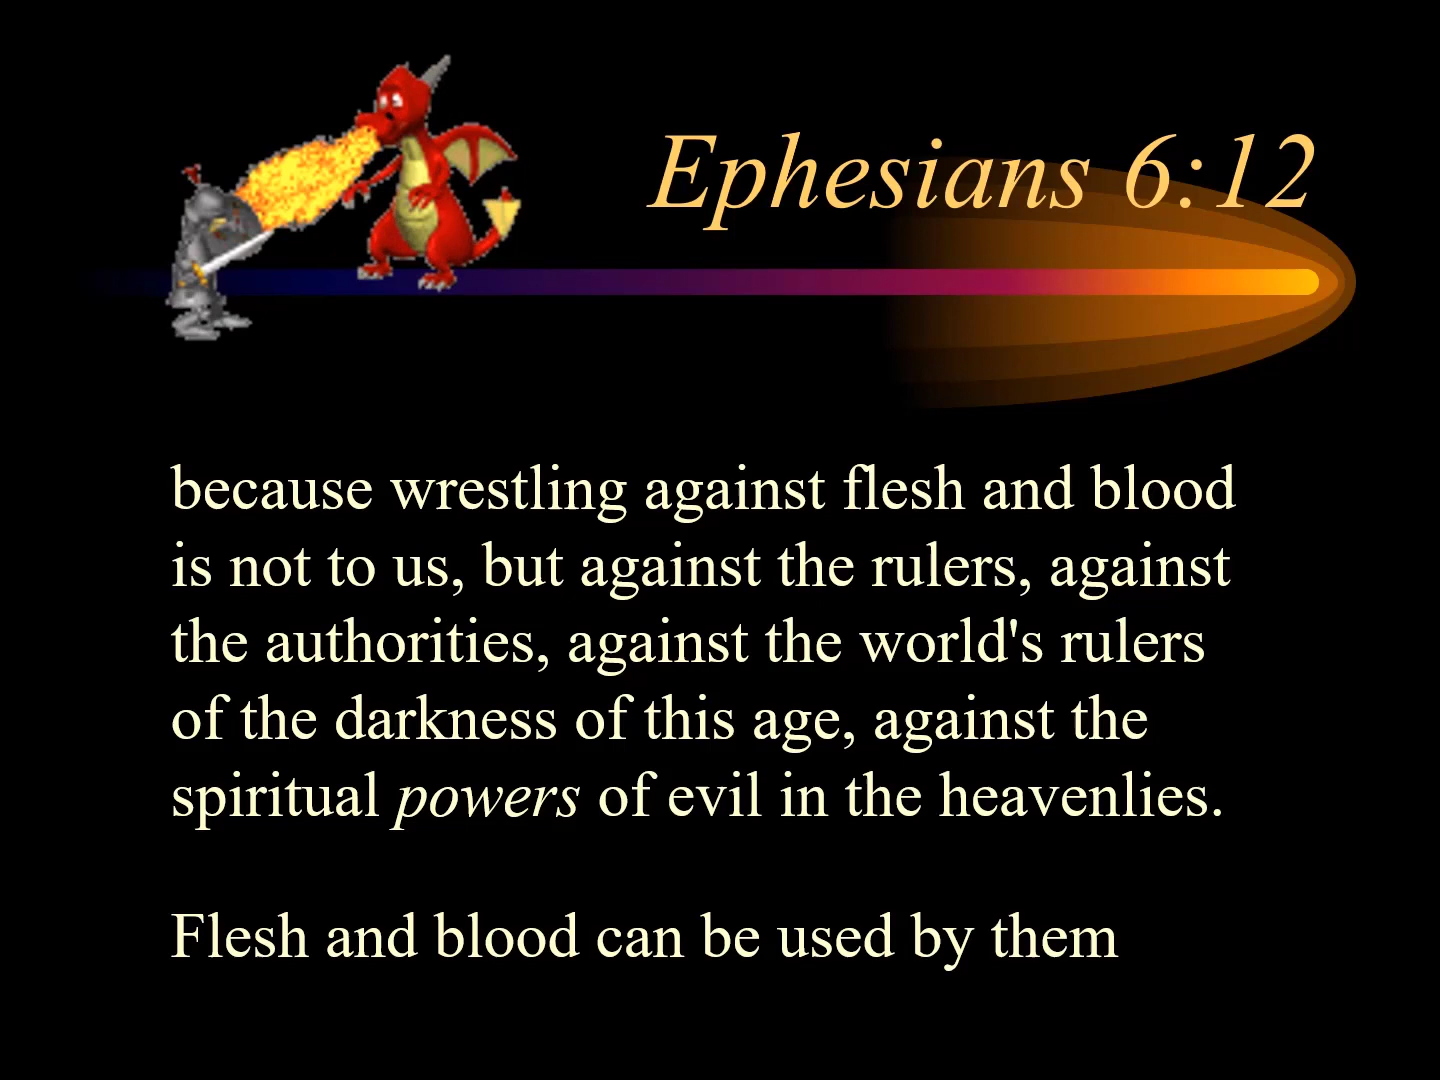 Ephesians 6:12
because wrestling against flesh and blood
is not to us, but against the rulers, against
the authorities, against the world's rulers
of the darkness of this age, against the
spiritual powers of evil in the heavenlies.
Flesh and blood can be used by them